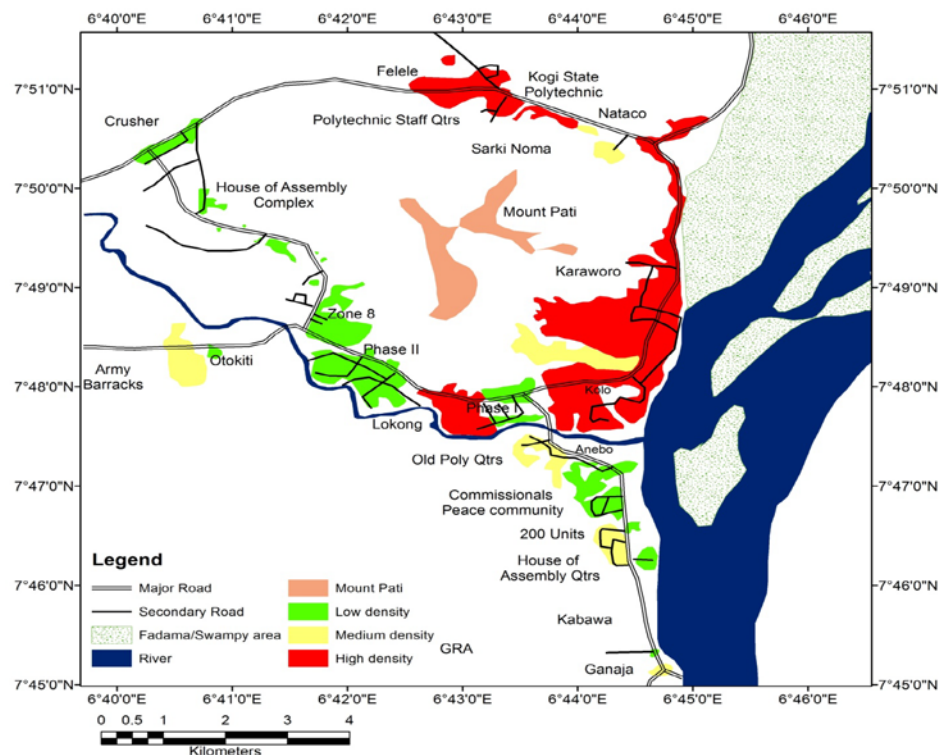 6°40'0"E 6°41'0"E 6°42'0"E 6°43'0"E 6°44'0"E 6°45'0"E 6°46'0"E
Felele
Kogi State
Polytechnic
7°51'0"N 7°51'0"N
Crusher
Polytechnic Staff Qtrs
Nataco
Sarki Noma
7°50'0"N 7°50'0"N
House of Assembly
Complex
Mount Pati
Karaworo
7°49'0"N 7°49'0"N
Zone 8
Phase II
Otokiti
Army
Barracks
7°48'0"N 7°48'0"N
Kolo
Phase I
Lokong
Anebo
Old Poly Qtrs
7°47'0"N 7°47'0"N
Commissionals
Peace community
200 Units
House of
Assembly Qtrs
7°46'0"N 7°46'0"N
Kabawa
GRA
Ganaja
7°45'0"N 7°45'0"N
Legend
Major Road
Secondary Road
Fadama/Swampy area
River
Mount Pati
Low density
Medium density
High density
6°40'0"E 6°41'0"E 6°42'0"E 6°43'0"E 6°44'0"E 6°45'0"E 6°46'0"E
0 0.5 1 2 3 4
Kilometers